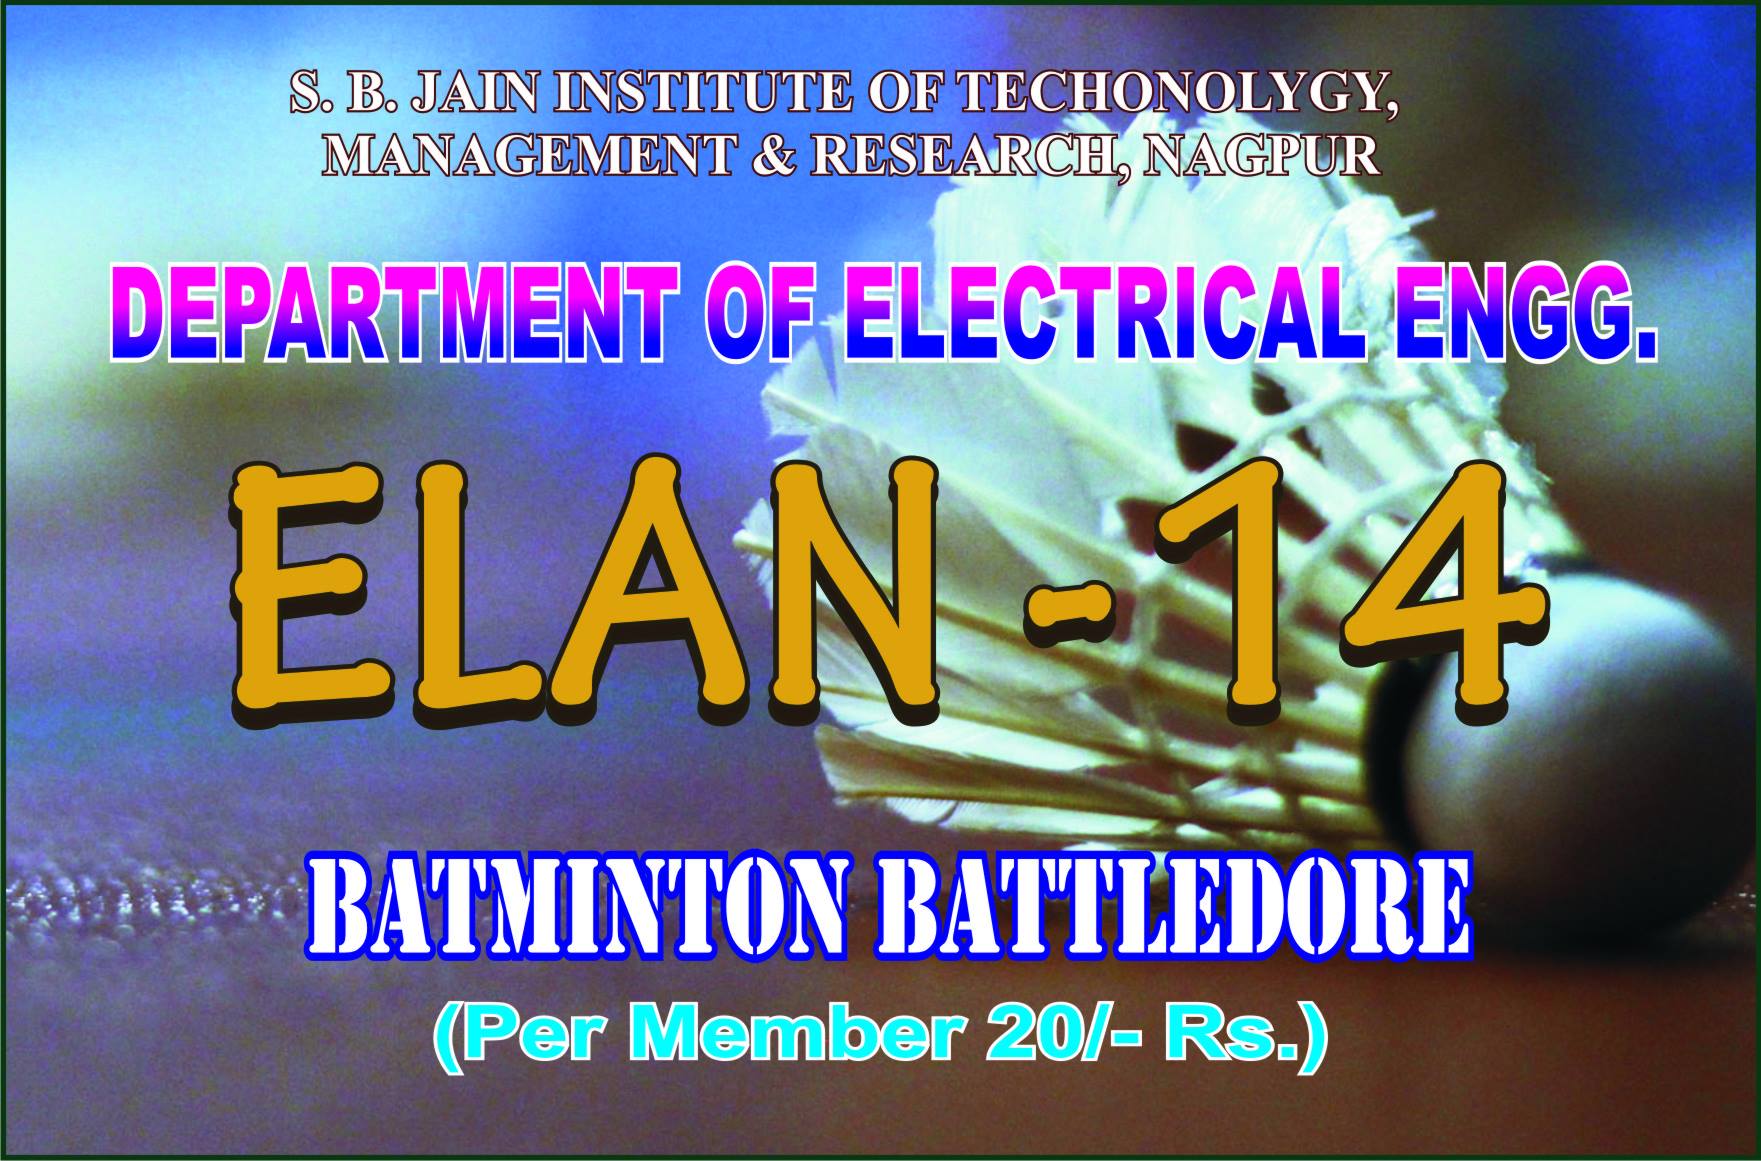 S. B. JAIN INSTITUTE OF TECHONOLYGY,
MANAGEMENT & RESEARCH, NAGPUR
DEPARTMENT OF ELECTRICAL ENGG.
ELAN - 14
BATMINTON BATTLEDORE
(Per Member 20/- Rs.)